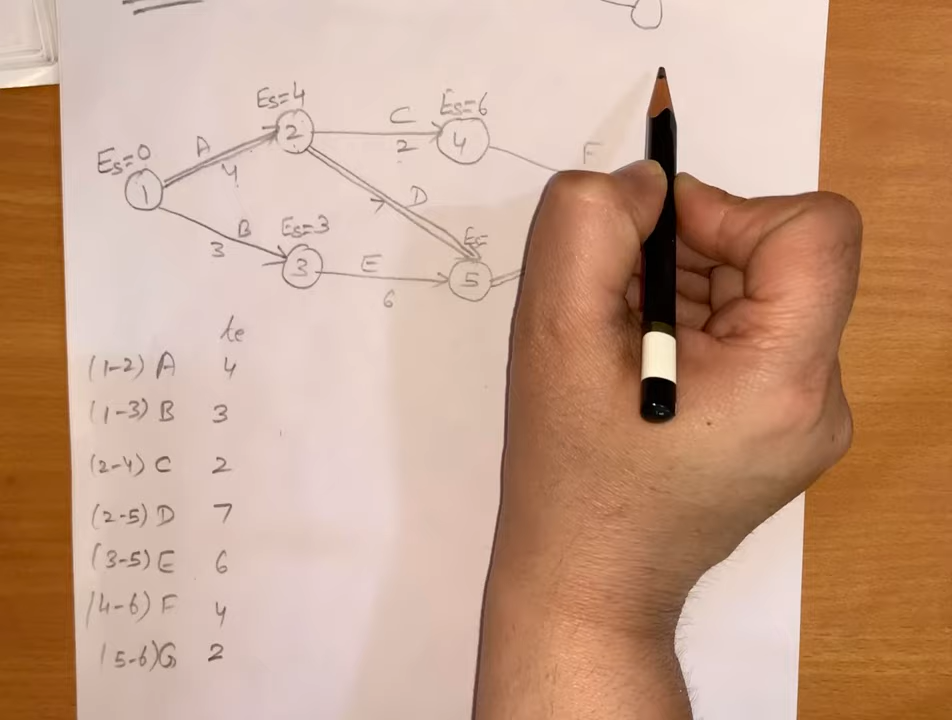 Es=4
Es=6
A
C
2
2
4
F
Es=0
4
1
D
B
Es=3
Es=
3
3
E
5
6
te
(1-2) A 4
(1-3) B 3
(2-4) C 2
(2-5) D 7
(3-5) E 6
(4-6) F 4
(5-6) G 2